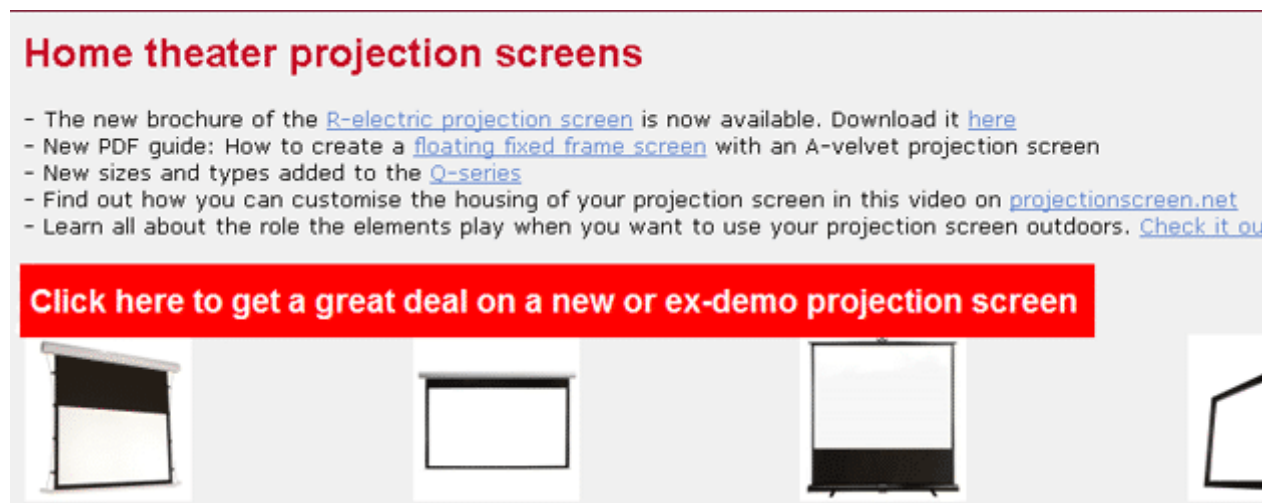 Home theater projection screens
- The new brochure of the R-electric projection screen is now available. Download it here
- New PDF guide: How to create a floating fixed frame screen with an A-velvet projection screen
- New sizes and types added to the Q-series
- Find out how you can customise the housing of your projection screen in this video on projectionscreen.net
- Learn all about the role the elements play when you want to use your projection screen outdoors. Check it ou
Click here to get a great deal on a new or ex-demo projection screen